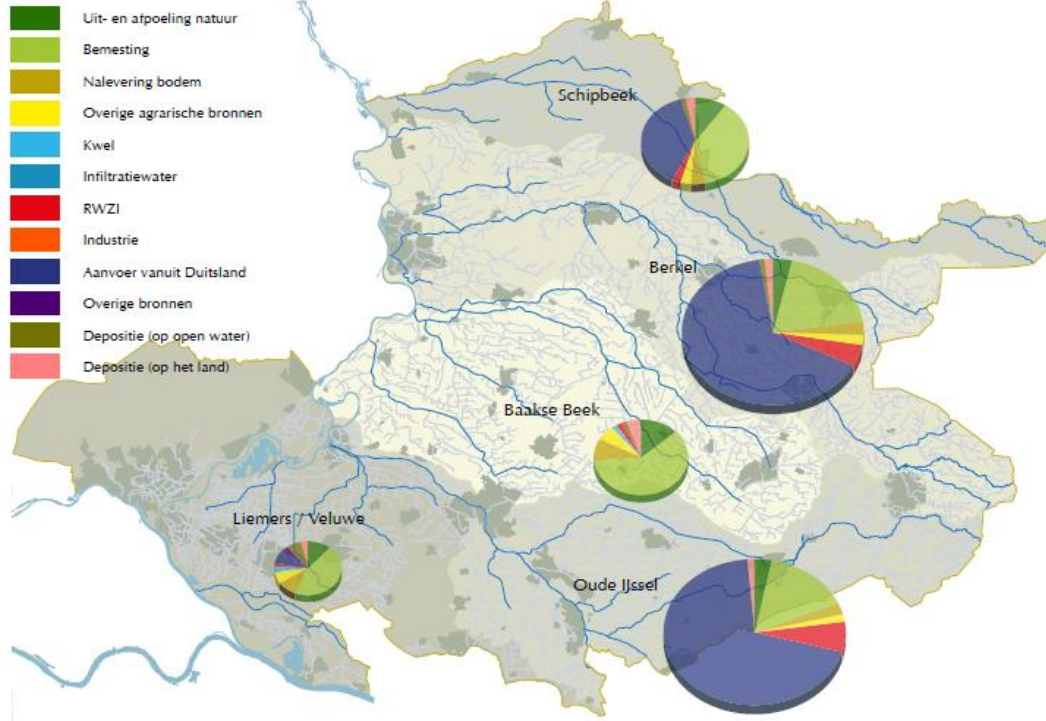 Uit- en afpoeling natuur
Bemesting
Nalevering bodem
Overige agrarische bronnen
Kwel
Infiltratiewater
RWZI
Industrie
Aanvoer vanuit Duitsland
Overige bronnen
Depositie (op open water)
Depositie (op het land)
Schipbeek
Berkel
Baakse Beek
Liemers / Veluwe
Oude IJssel